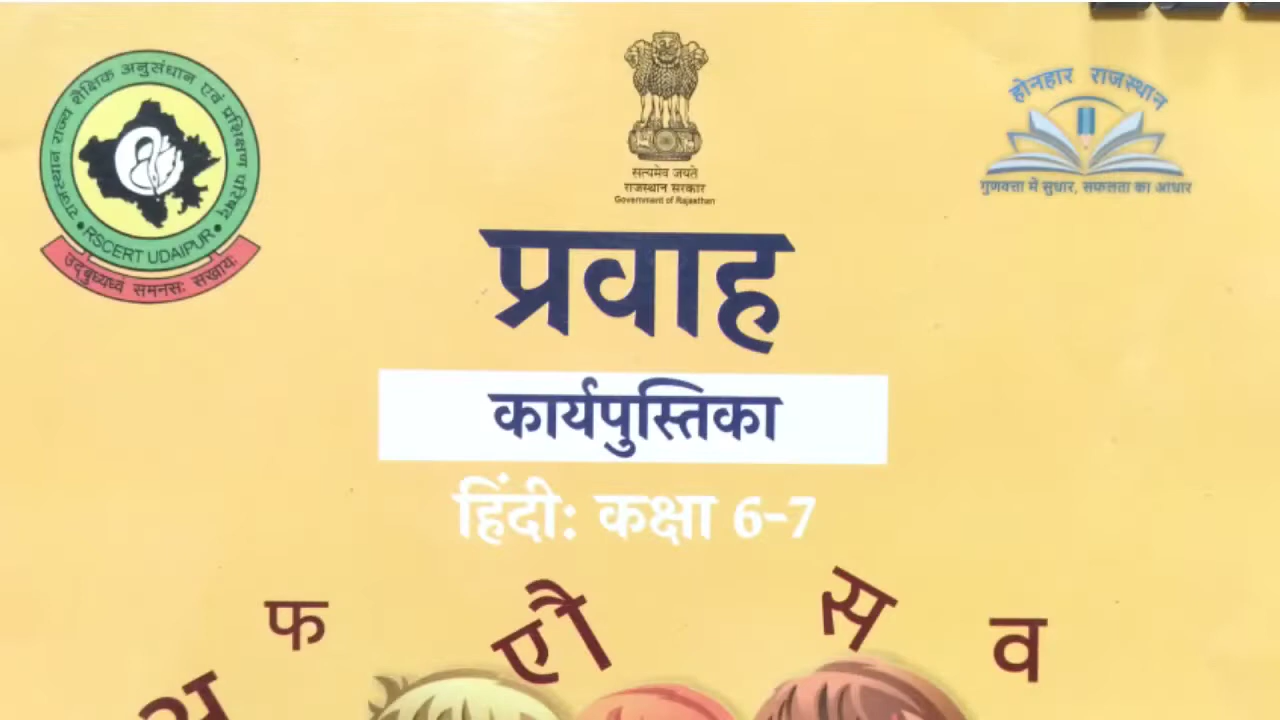 राजस्थान राज्य शैक्षिक अनुसंधान एवं प्रशिक्षण परिषद्
RSCERT UDAIPUR
उद्‌बुध्यध्वं समनसः सखायः
सत्यमेव जयते
राजस्थान सरकार
Government of Rajasthan
होनहार राजस्थान
गुणवत्ता में सुधार, सफलता का आधार
प्रवाह
कार्यपुस्तिका
हिंदी: कक्षा 6-7
फ
ए
ौ
स
व
अ